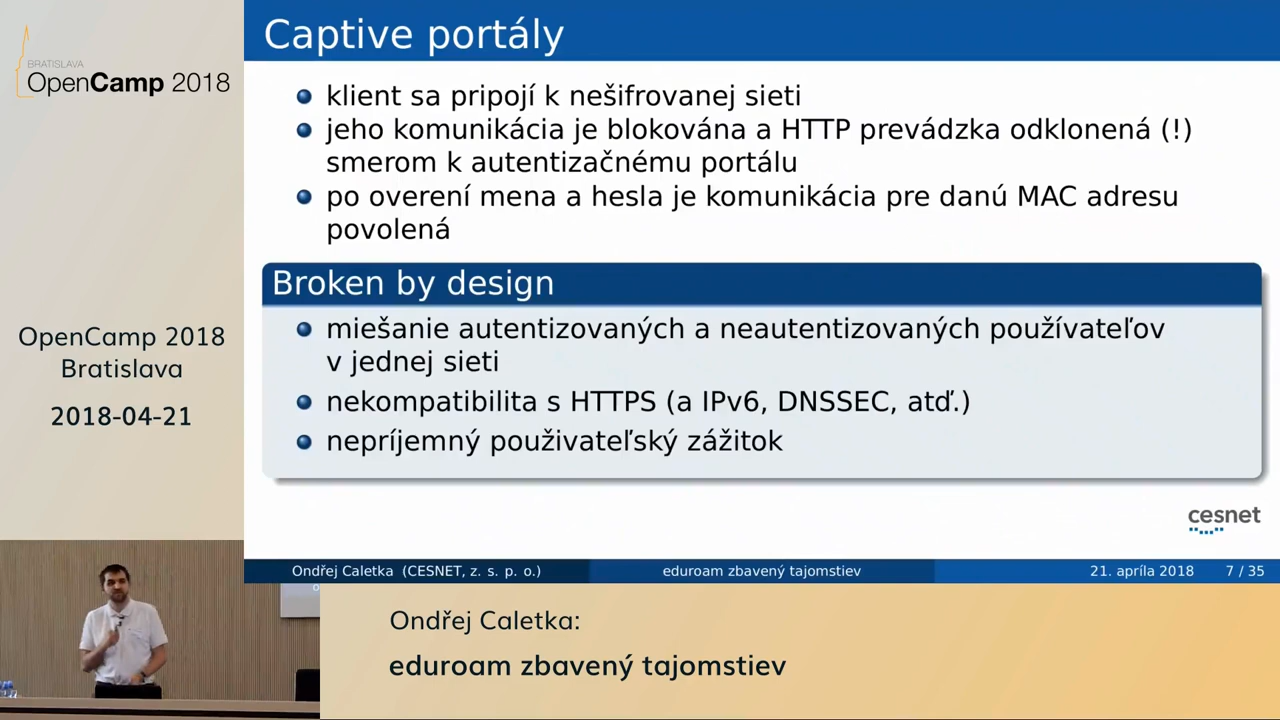 BRATISLAVA
OpenCamp 2018
OpenCamp 2018
Bratislava
2018-04-21
Captive portály
klient sa pripojí k nešifrovanej sieti
jeho komunikácia je blokována a HTTP prevádzka odklonená (!)
smerom k autentizačnému portálu
po overení mena a hesla je komunikácia pre danú MAC adresu
povolená
Broken by design
miešanie autentizovaných a neautentizovaných používateľov
v jednej sieti
nekompatibilita s HTTPS (a IPv6, DNSSEC, atď.)
nepríjemný použivateľský zážitok
cesnet
Ondřej Caletka (CESNET, z. s. p. o.)
eduroam zbavený tajomstiev
21. apríla 2018
7 / 35
Ondřej Caletka:
eduroam zbavený tajomstiev